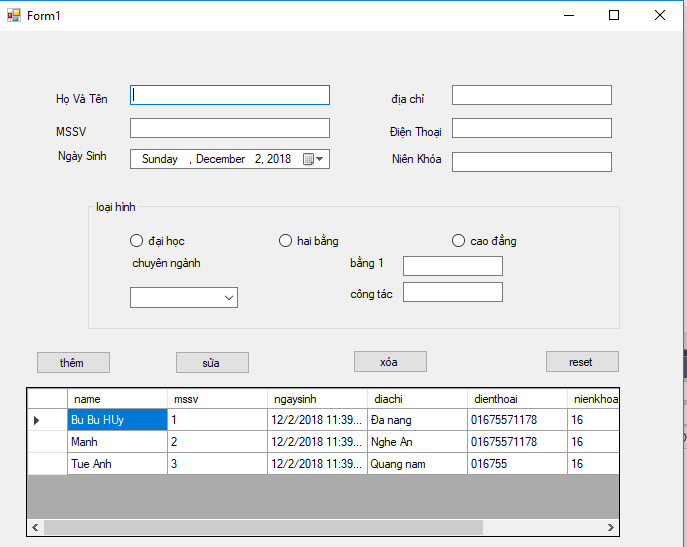 Form1
Họ Và Tên địa chỉ
MSSV Điện Thoại
Ngày Sinh Sunday , December 2, 2018 Niên Khóa
loại hình
đại học hai bằng cao đẳng
chuyên ngành bằng 1
công tác
thêm sửa xóa reset
name mssv ngaysinh diachi dienthoai nienkhoa
Bu Bu HUy 1 12/2/2018 11:39... Đa nang 01675571178 16
Manh 2 12/2/2018 11:39... Nghe An 01675571178 16
Tue Anh 3 12/2/2018 11:39... Quang nam 016755 16